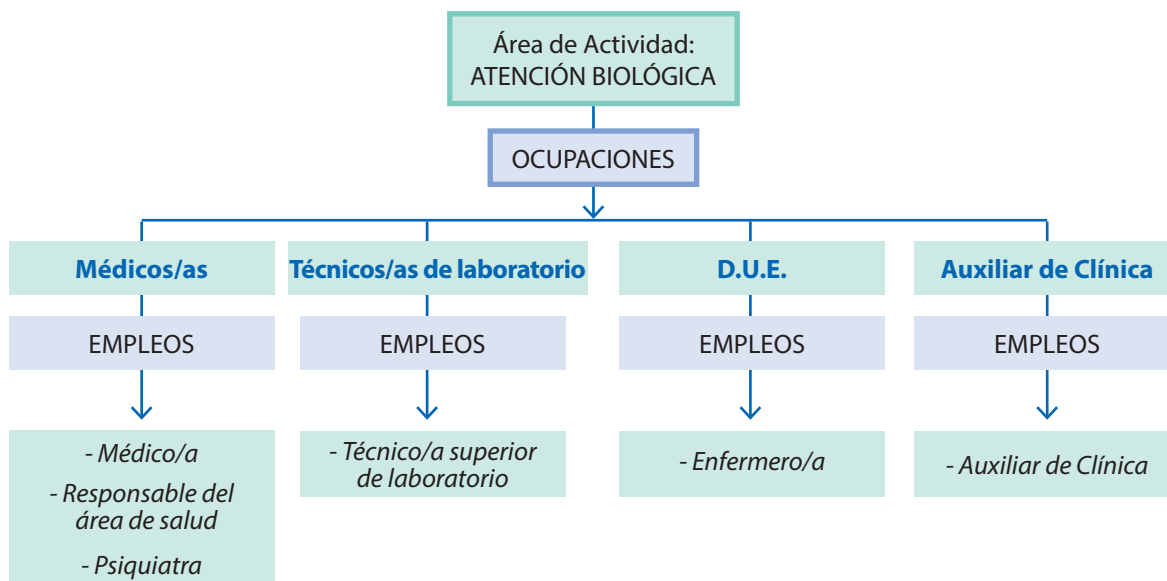 Área de Actividad:
ATENCIÓN BIOLÓGICA
OCUPACIONES
Médicos/as
Técnicos/as de laboratorio
D.U.E.
Auxiliar de Clínica
EMPLEOS
EMPLEOS
EMPLEOS
EMPLEOS
- Médico/a
- Responsable del
área de salud
- Psiquiatra
- Técnico/a superior
de laboratorio
- Enfermero/a
- Auxiliar de Clínica